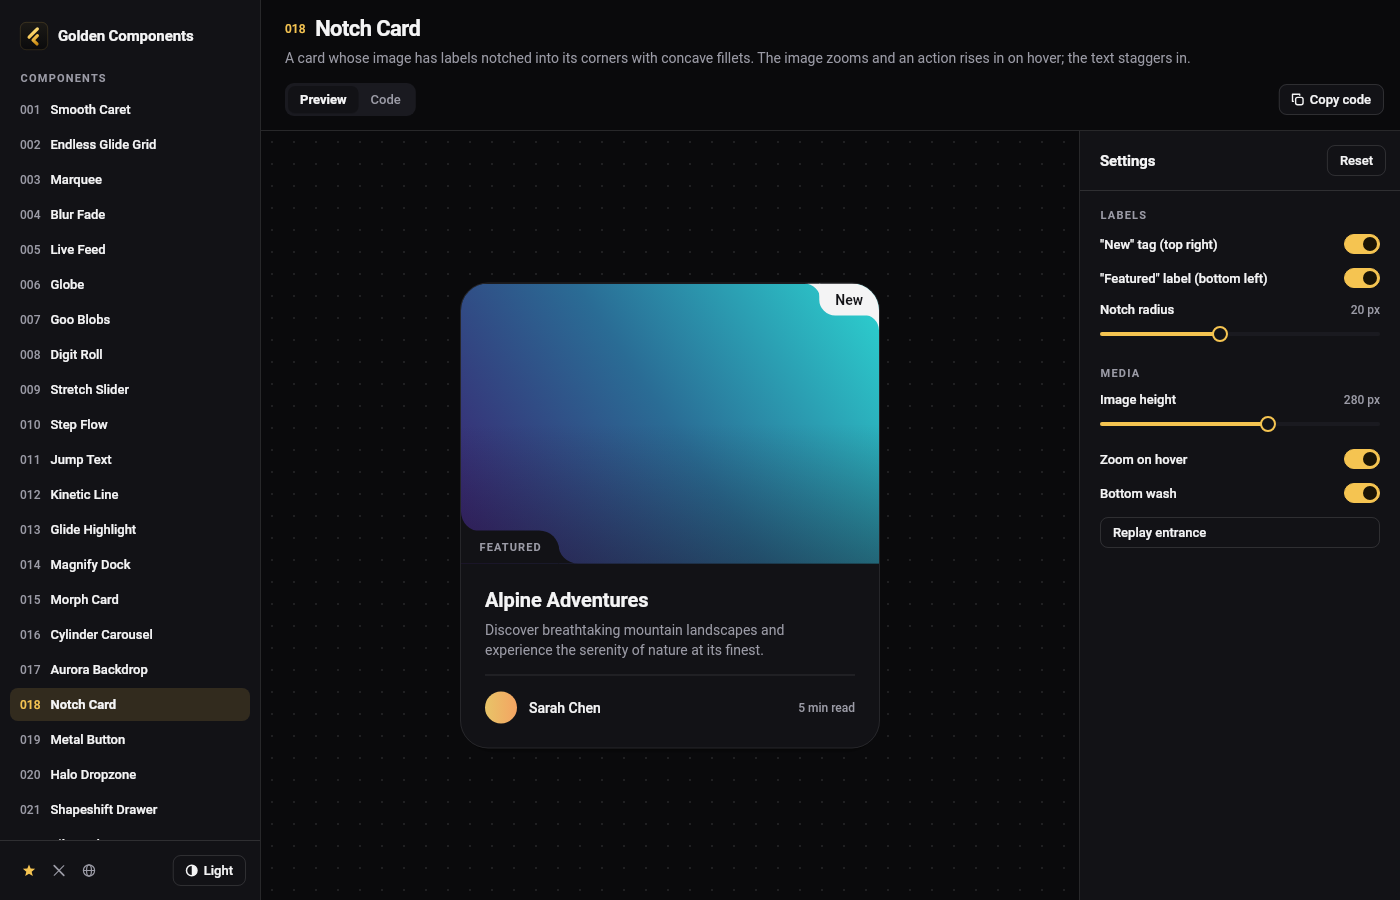 Golden Components
COMPONENTS
001 Smooth Caret
002 Endless Glide Grid
003 Marquee
004 Blur Fade
005 Live Feed
006 Globe
007 Goo Blobs
008 Digit Roll
009 Stretch Slider
010 Step Flow
011 Jump Text
012 Kinetic Line
013 Glide Highlight
014 Magnify Dock
015 Morph Card
016 Cylinder Carousel
017 Aurora Backdrop
018 Notch Card
019 Metal Button
020 Halo Dropzone
021 Shapeshift Drawer
Light
018 Notch Card
A card whose image has labels notched into its corners with concave fillets. The image zooms and an action rises in on hover; the text staggers in.
Preview Code
Copy code
New
FEATURED
Alpine Adventures
Discover breathtaking mountain landscapes and
experience the serenity of nature at its finest.
Sarah Chen 5 min read
Settings Reset
LABELS
"New" tag (top right)
"Featured" label (bottom left)
Notch radius 20 px
MEDIA
Image height 280 px
Zoom on hover
Bottom wash
Replay entrance